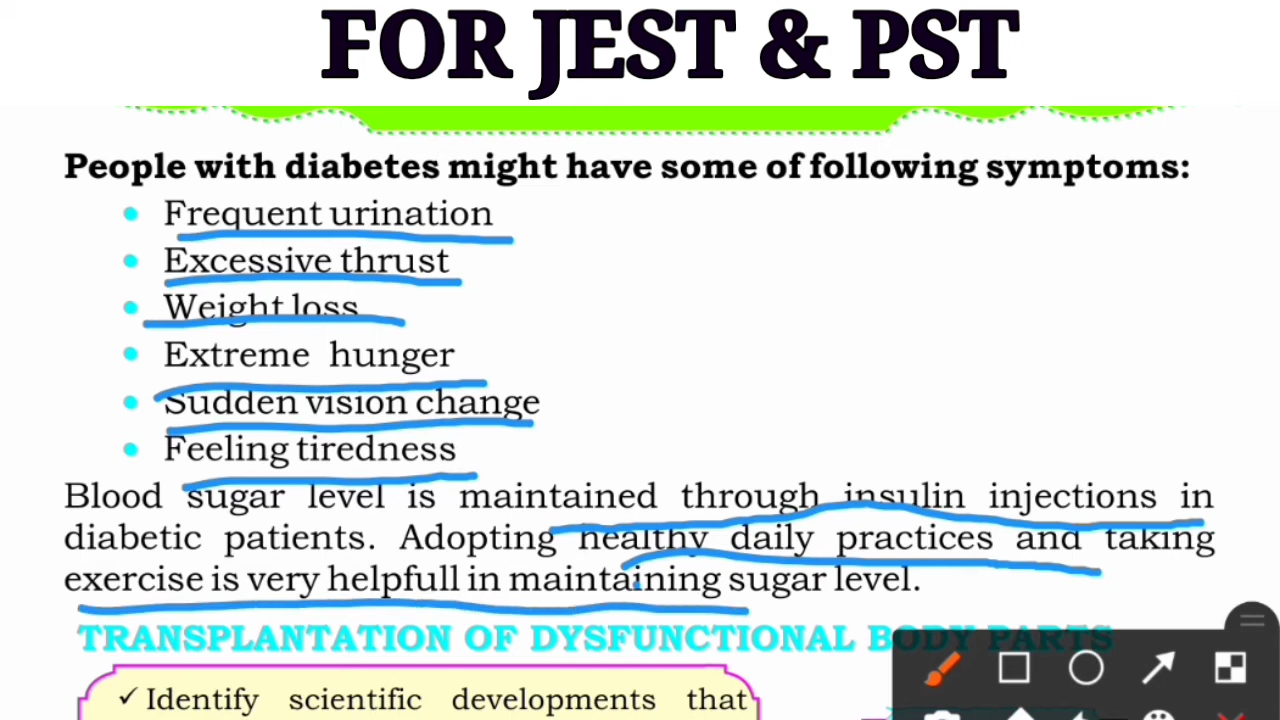 FOR JEST & PST
People with diabetes might have some of following symptoms:
• Frequent urination
• Excessive thrust
• Weight loss
• Extreme hunger
• Sudden vision change
• Feeling tiredness
Blood sugar level is maintained through insulin injections in
diabetic patients. Adopting healthy daily practices and taking
exercise is very helpfull in maintaining sugar level.
TRANSPLANTATION OF DYSFUNCTIONAL BODY PARTS
✓ Identify scientific developments that